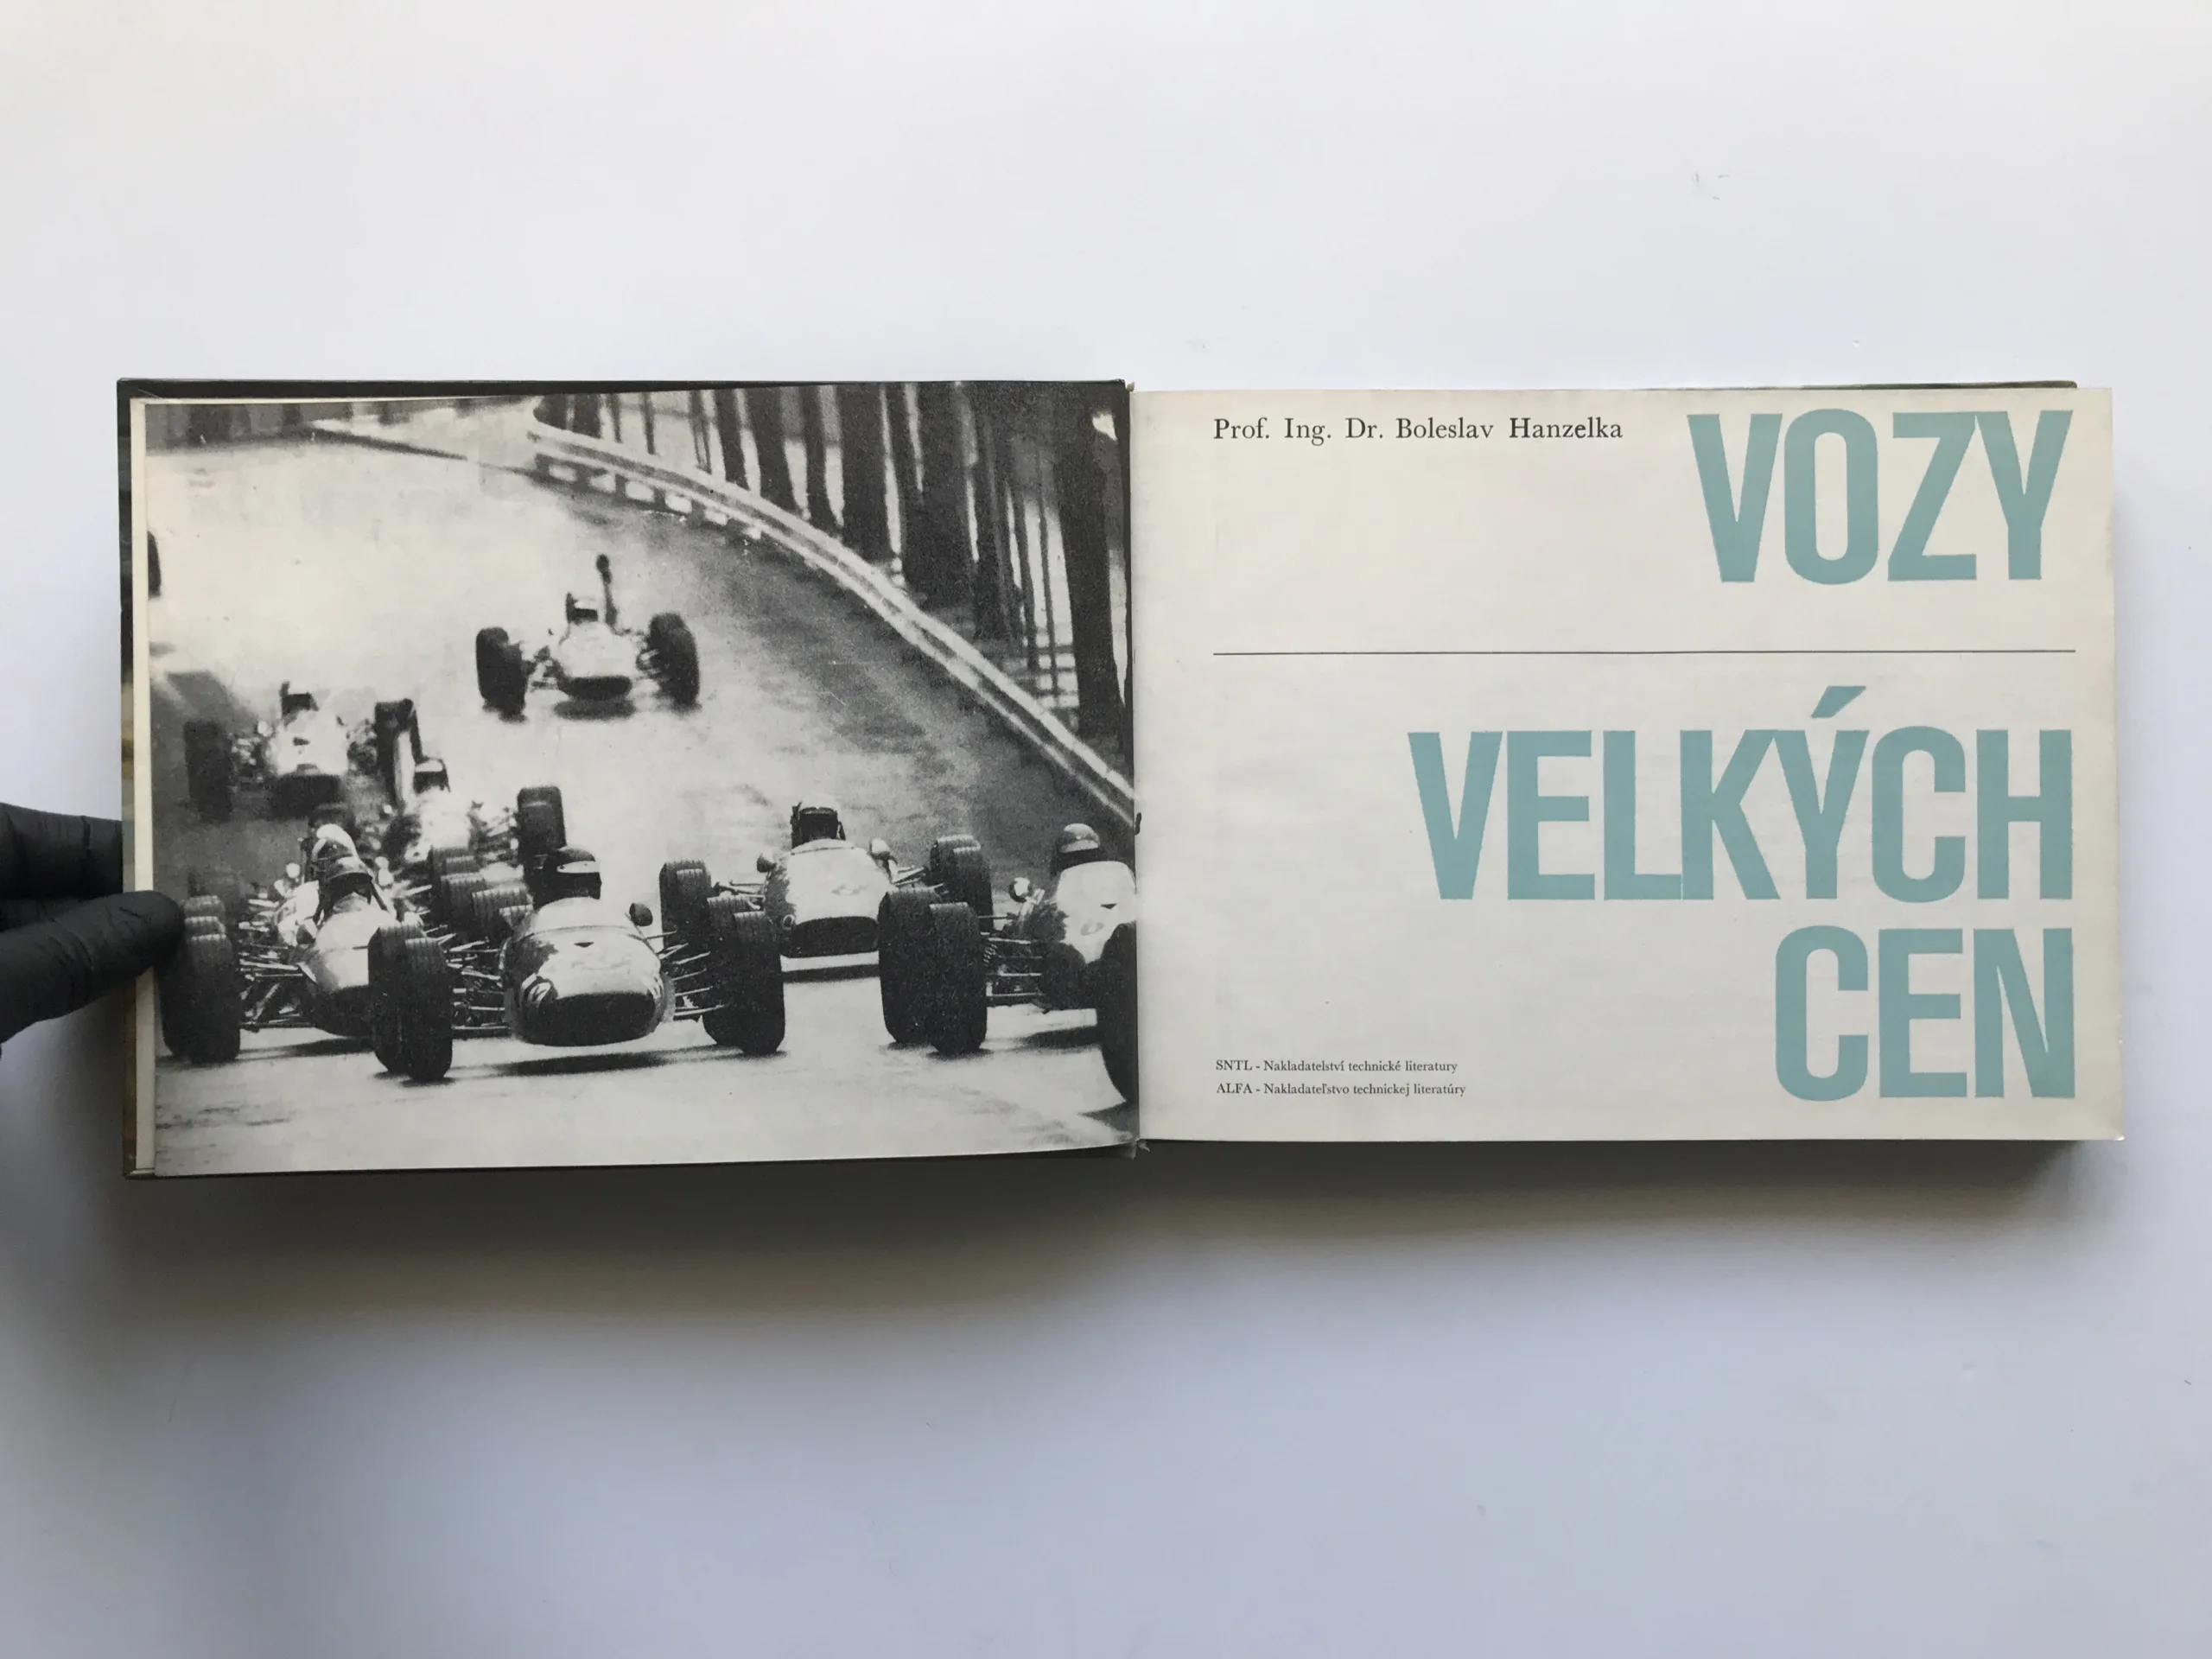 Prof. Ing. Dr. Boleslav Hanzelka
VOZY
VELKÝCH
CEN
SNTL - Nakladatelství technické literatury
ALFA - Nakladateľstvo technickej literatúry